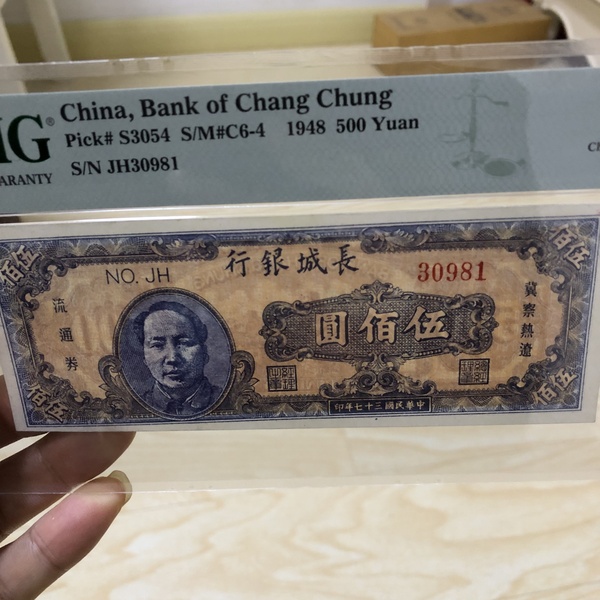 MG®
China, Bank of Chang Chung
Pick# S3054 S/M#C6-4 1948 500 Yuan
S/N JH30981
ARANTY
伍佰
行銀城長
伍佰
NO. JH
30981
流通券
圓佰伍
冀察熱遼
印年七十三國民華中
伍佰
伍佰